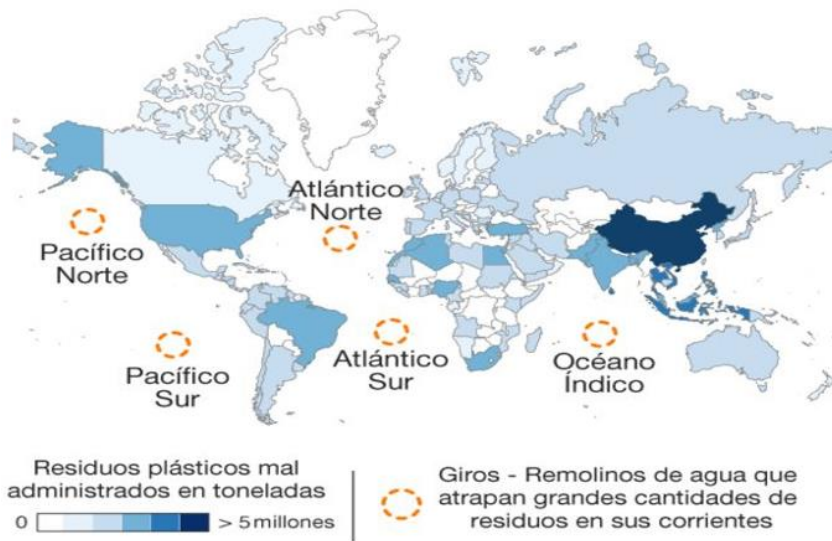 Atlántico
Norte
Pacífico
Norte
Pacífico
Sur
Atlántico
Sur
Océano
Índico
Residuos plásticos mal
administrados en toneladas
0 > 5 millones
Giros - Remolinos de agua que
atrapan grandes cantidades de
residuos en sus corrientes